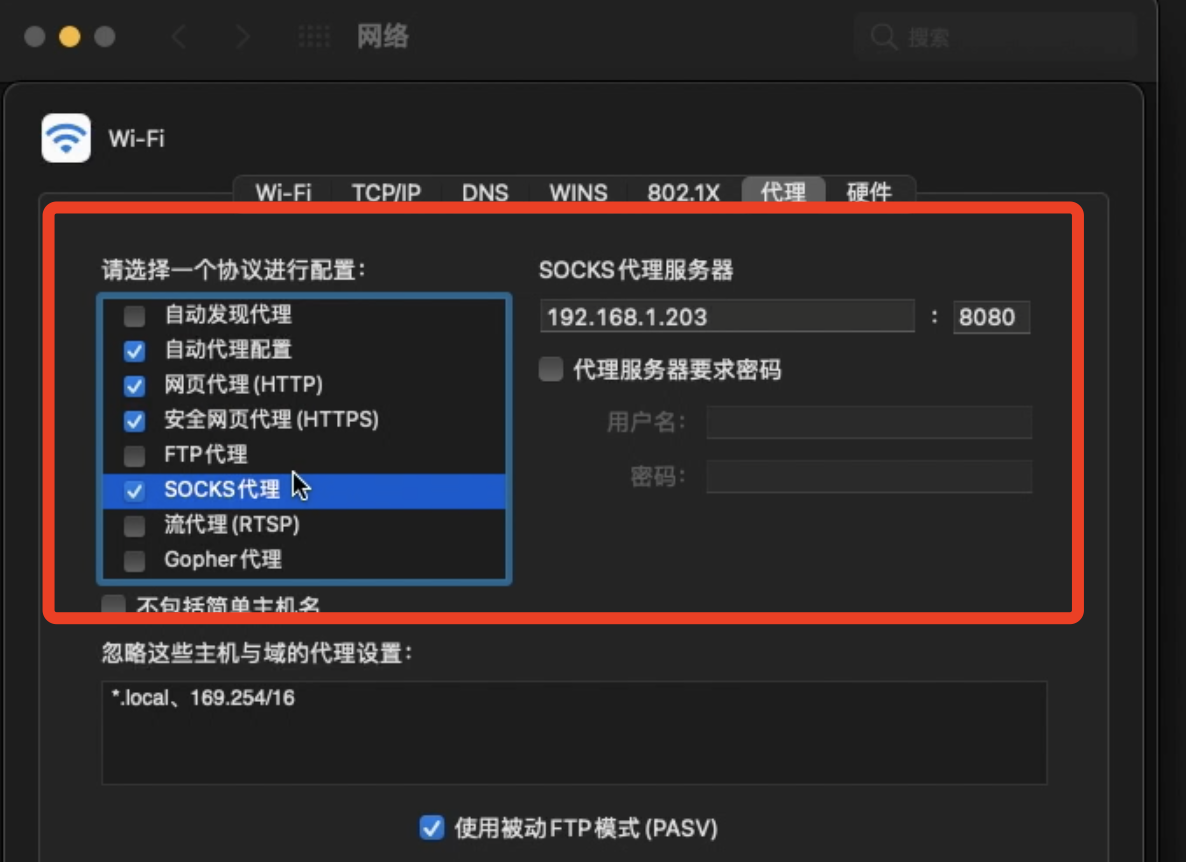 网络
搜索
Wi-Fi
Wi-Fi TCP/IP DNS WINS 802.1X 代理 硬件
请选择一个协议进行配置：
自动发现代理
自动代理配置
网页代理(HTTP)
安全网页代理(HTTPS)
FTP代理
SOCKS代理
流代理(RTSP)
Gopher代理
不包括简单主机名
SOCKS代理服务器
192.168.1.203 : 8080
代理服务器要求密码
用户名：
密码：
忽略这些主机与域的代理设置：
*.local、169.254/16
使用被动FTP模式(PASV)